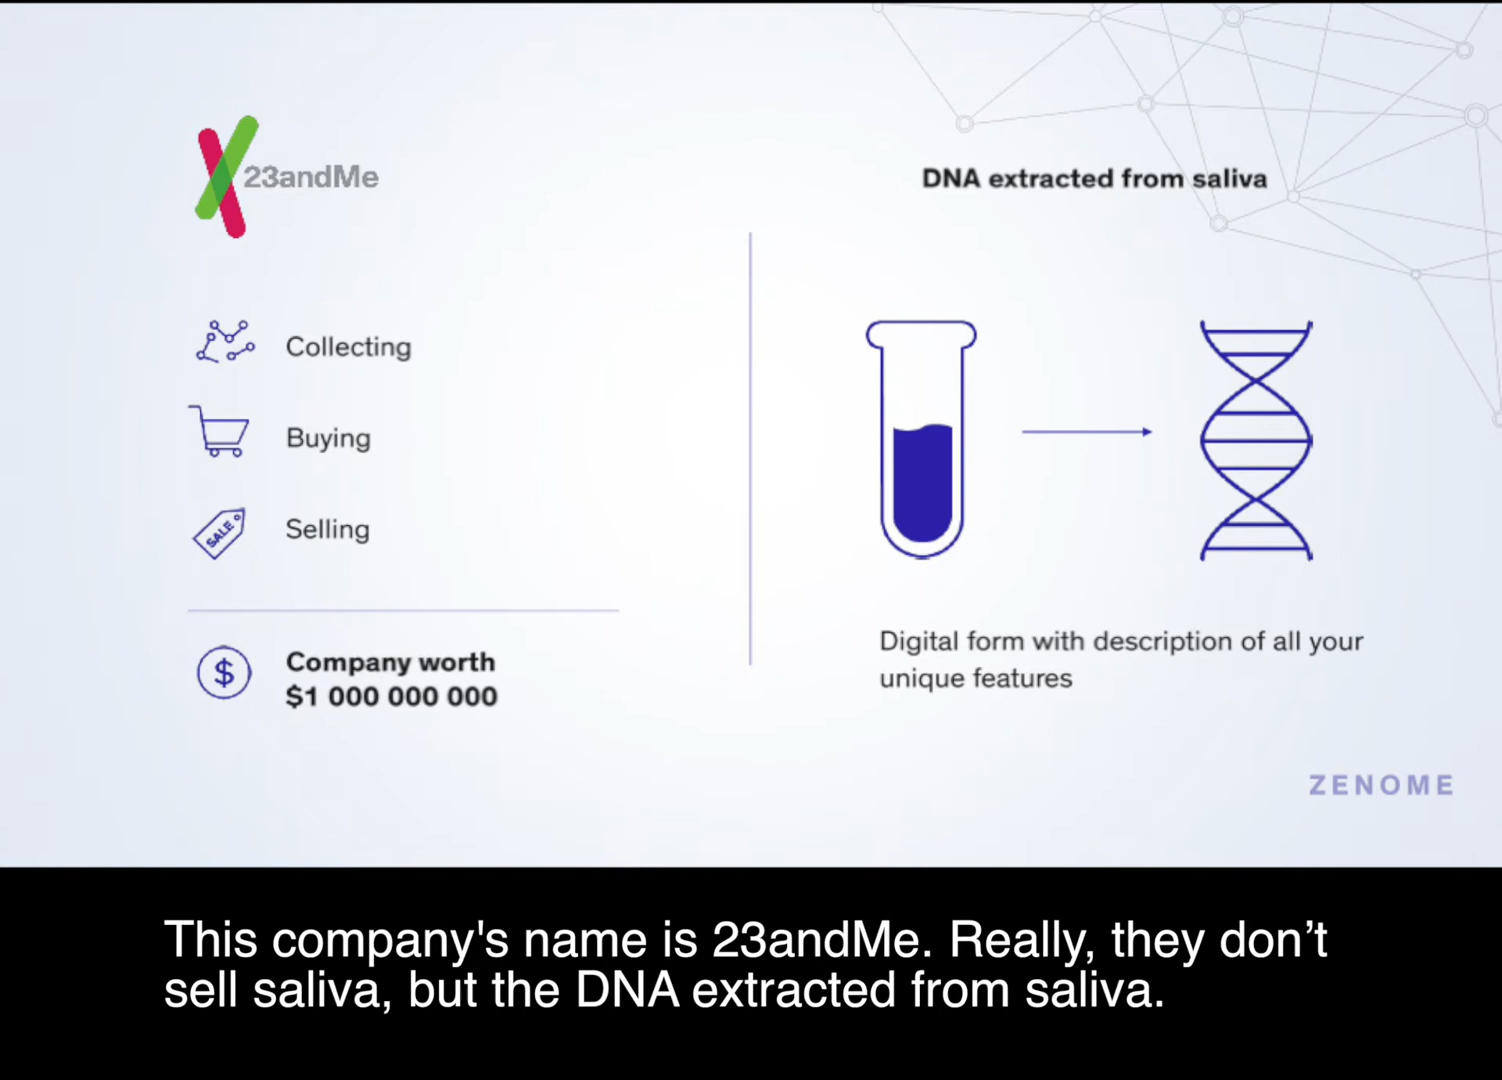 23andMe
Collecting
Buying
SALE
Selling
Company worth
$
$1 000 000 000
DNA extracted from saliva
Digital form with description of all your
unique features
ZENOME
This company's name is 23andMe. Really, they don’t
sell saliva, but the DNA extracted from saliva.